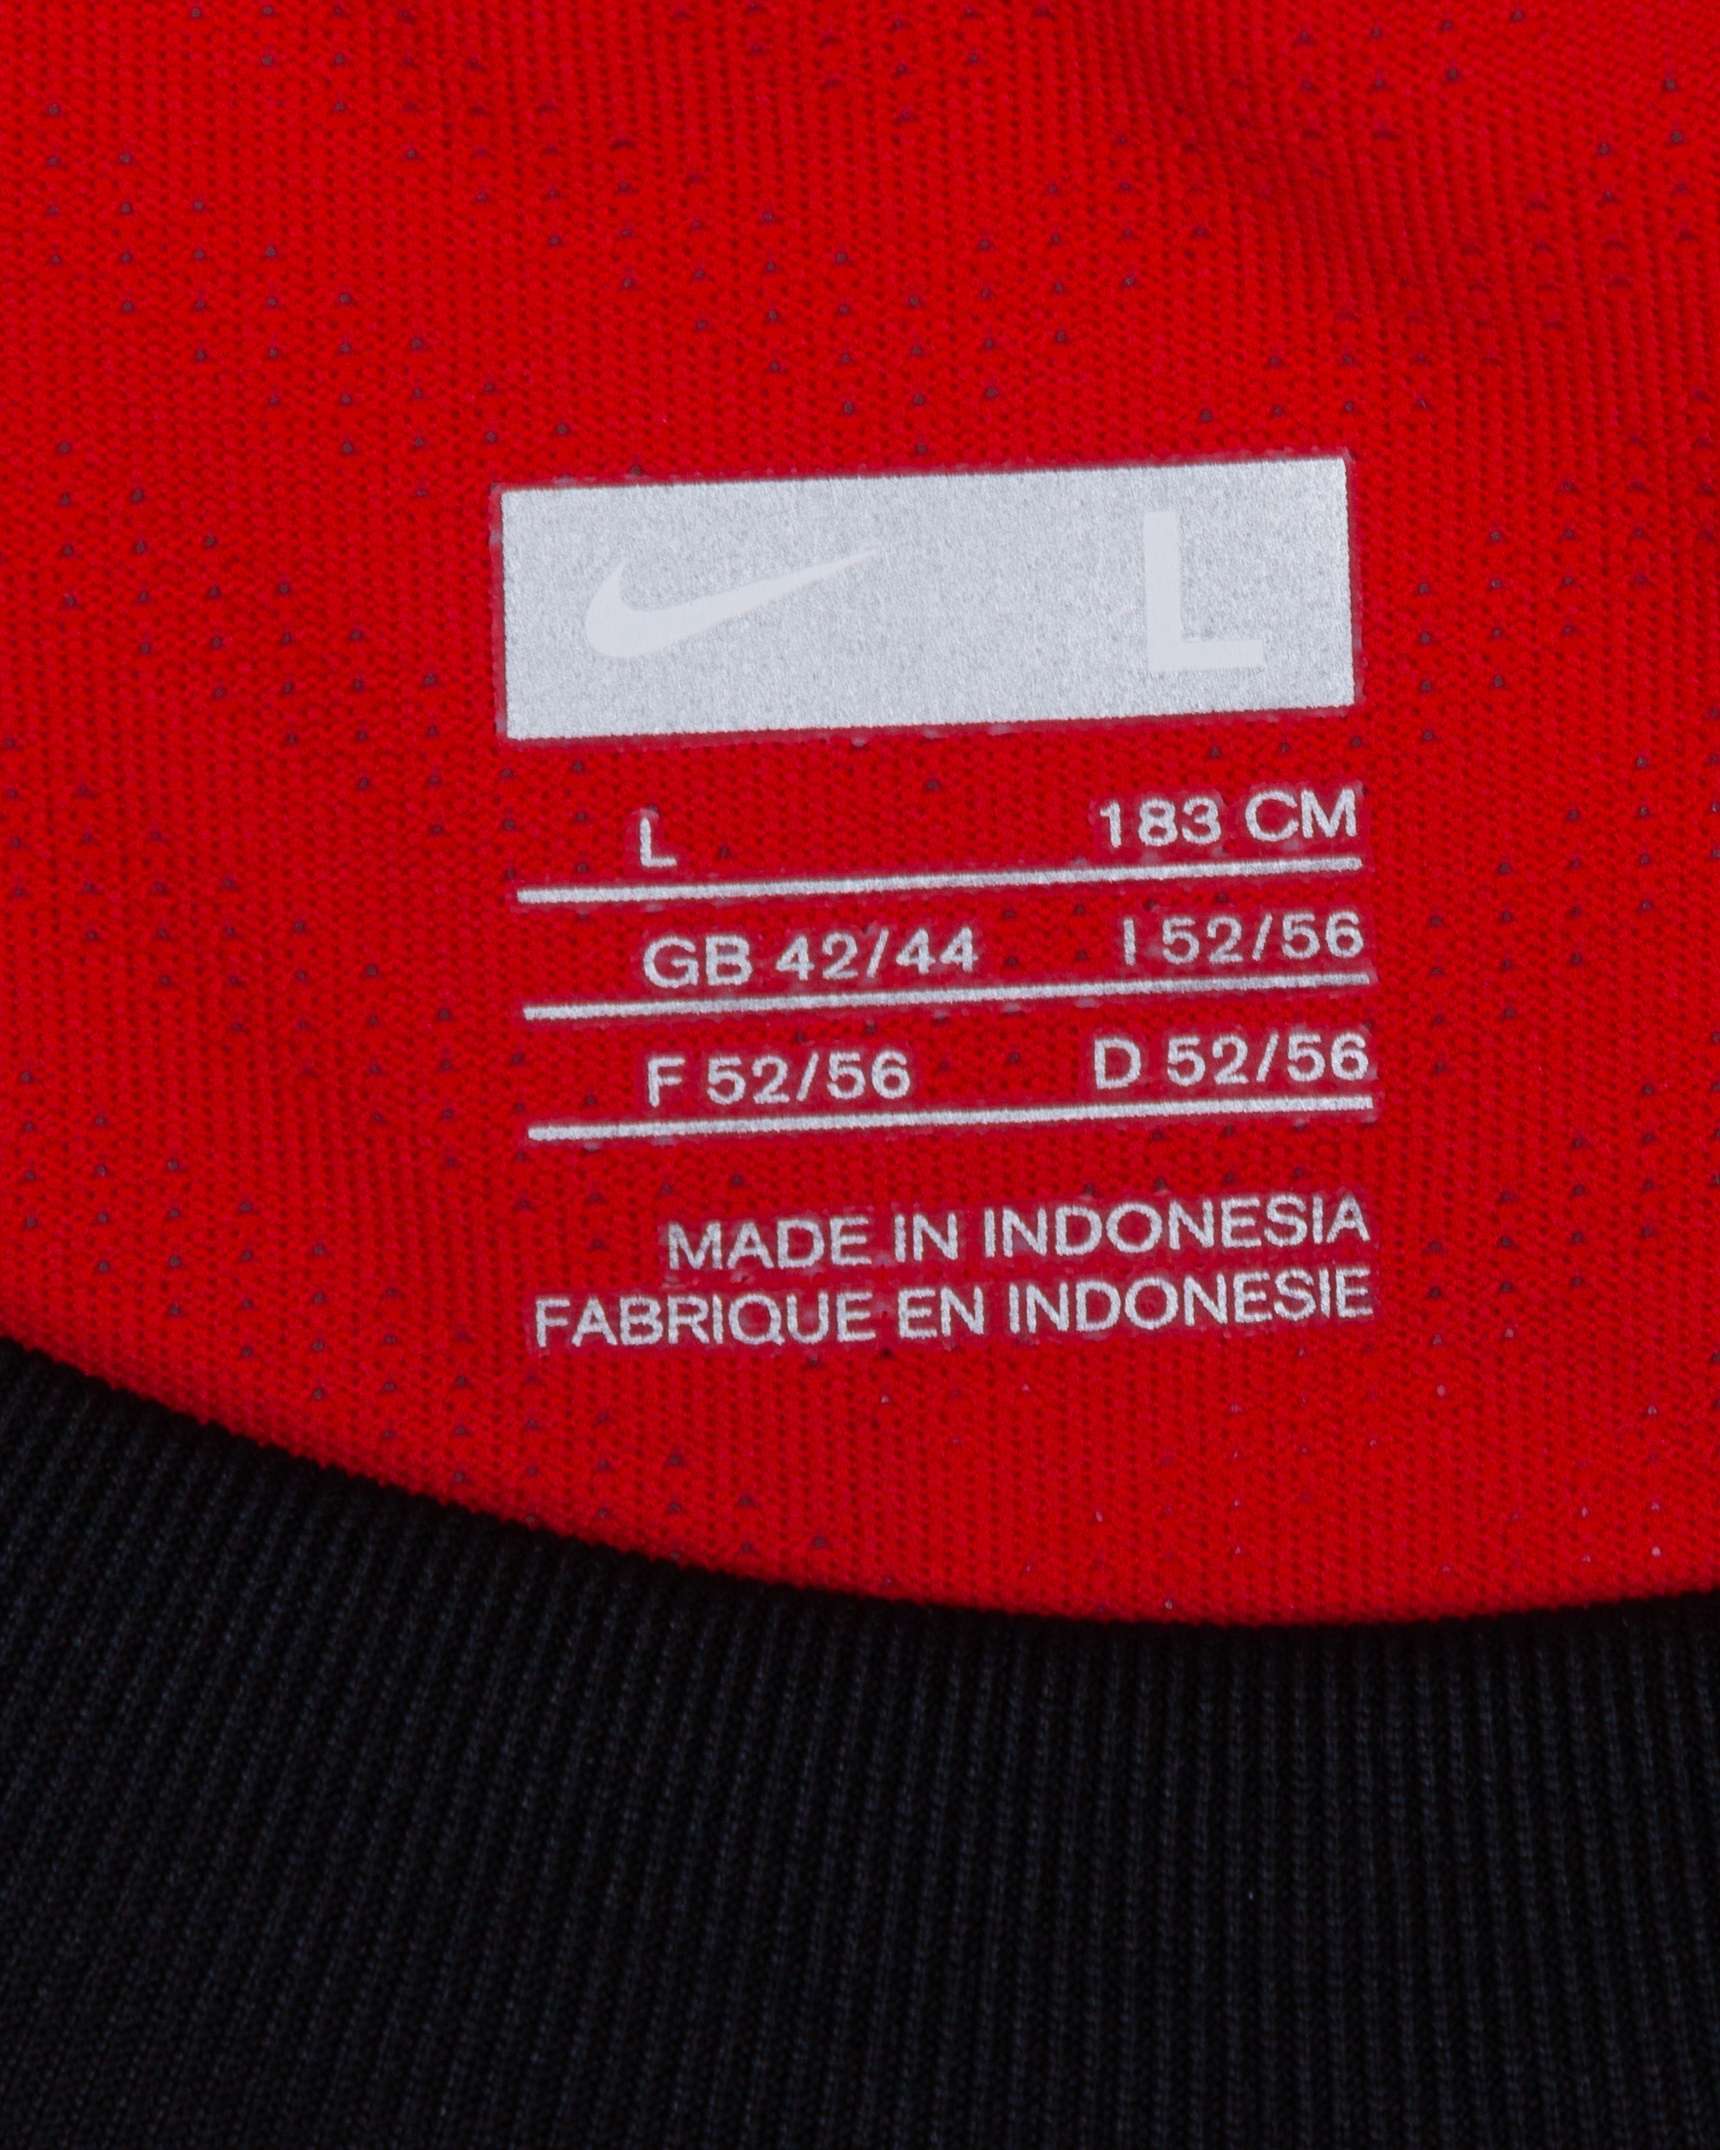 L
L 183 CM
GB 42/44 I 52/56
F 52/56 D 52/56
MADE IN INDONESIA
FABRIQUE EN INDONESIE